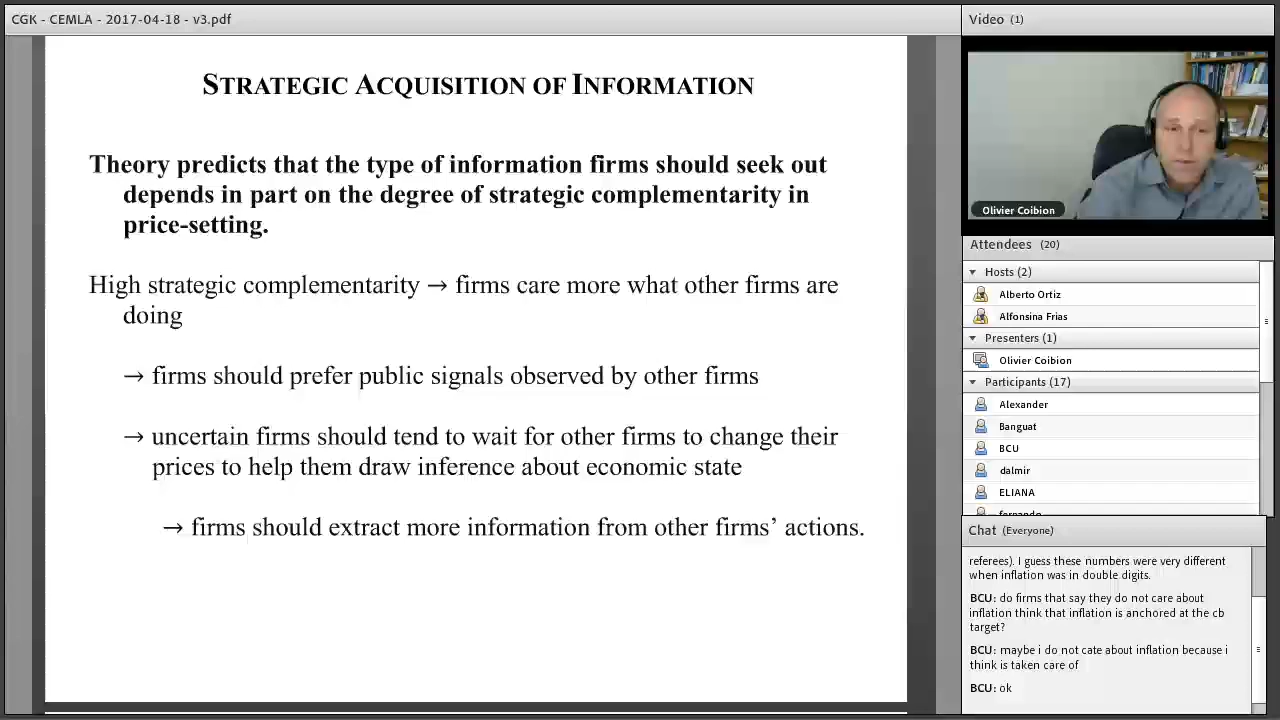 CGK - CEMLA - 2017-04-18 - v3.pdf
STRATEGIC ACQUISITION OF INFORMATION
Theory predicts that the type of information firms should seek out
depends in part on the degree of strategic complementarity in
price-setting.
High strategic complementarity → firms care more what other firms are
doing
→ firms should prefer public signals observed by other firms
→ uncertain firms should tend to wait for other firms to change their
prices to help them draw inference about economic state
→ firms should extract more information from other firms’ actions.
Video (1)
Olivier Coibion
Attendees (20)
Hosts (2)
Alberto Ortiz
Alfonsina Frias
Presenters (1)
Olivier Coibion
Participants (17)
Alexander
Banguat
BCU
dalmir
ELIANA
fernando
Chat (Everyone)
referees). I guess these numbers were very different
when inflation was in double digits.
BCU: do firms that say they do not care about
inflation think that inflation is anchored at the cb
target?
BCU: maybe i do not cate about inflation because i
think is taken care of
BCU: ok